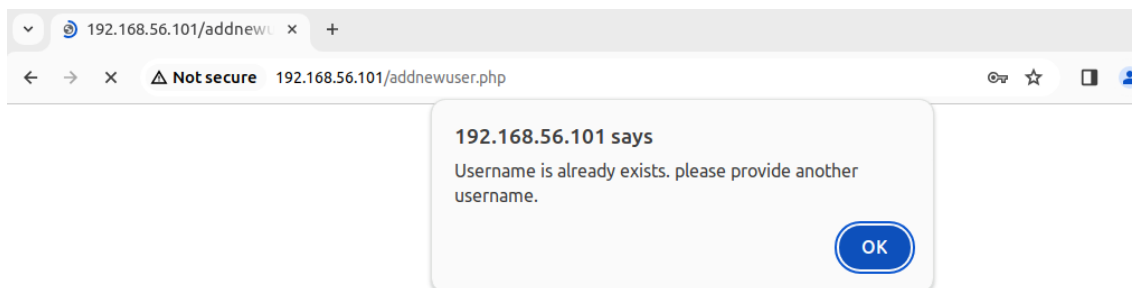 192.168.56.101/addnewu
Not secure 192.168.56.101/addnewuser.php
192.168.56.101 says
Username is already exists. please provide another
username.
OK